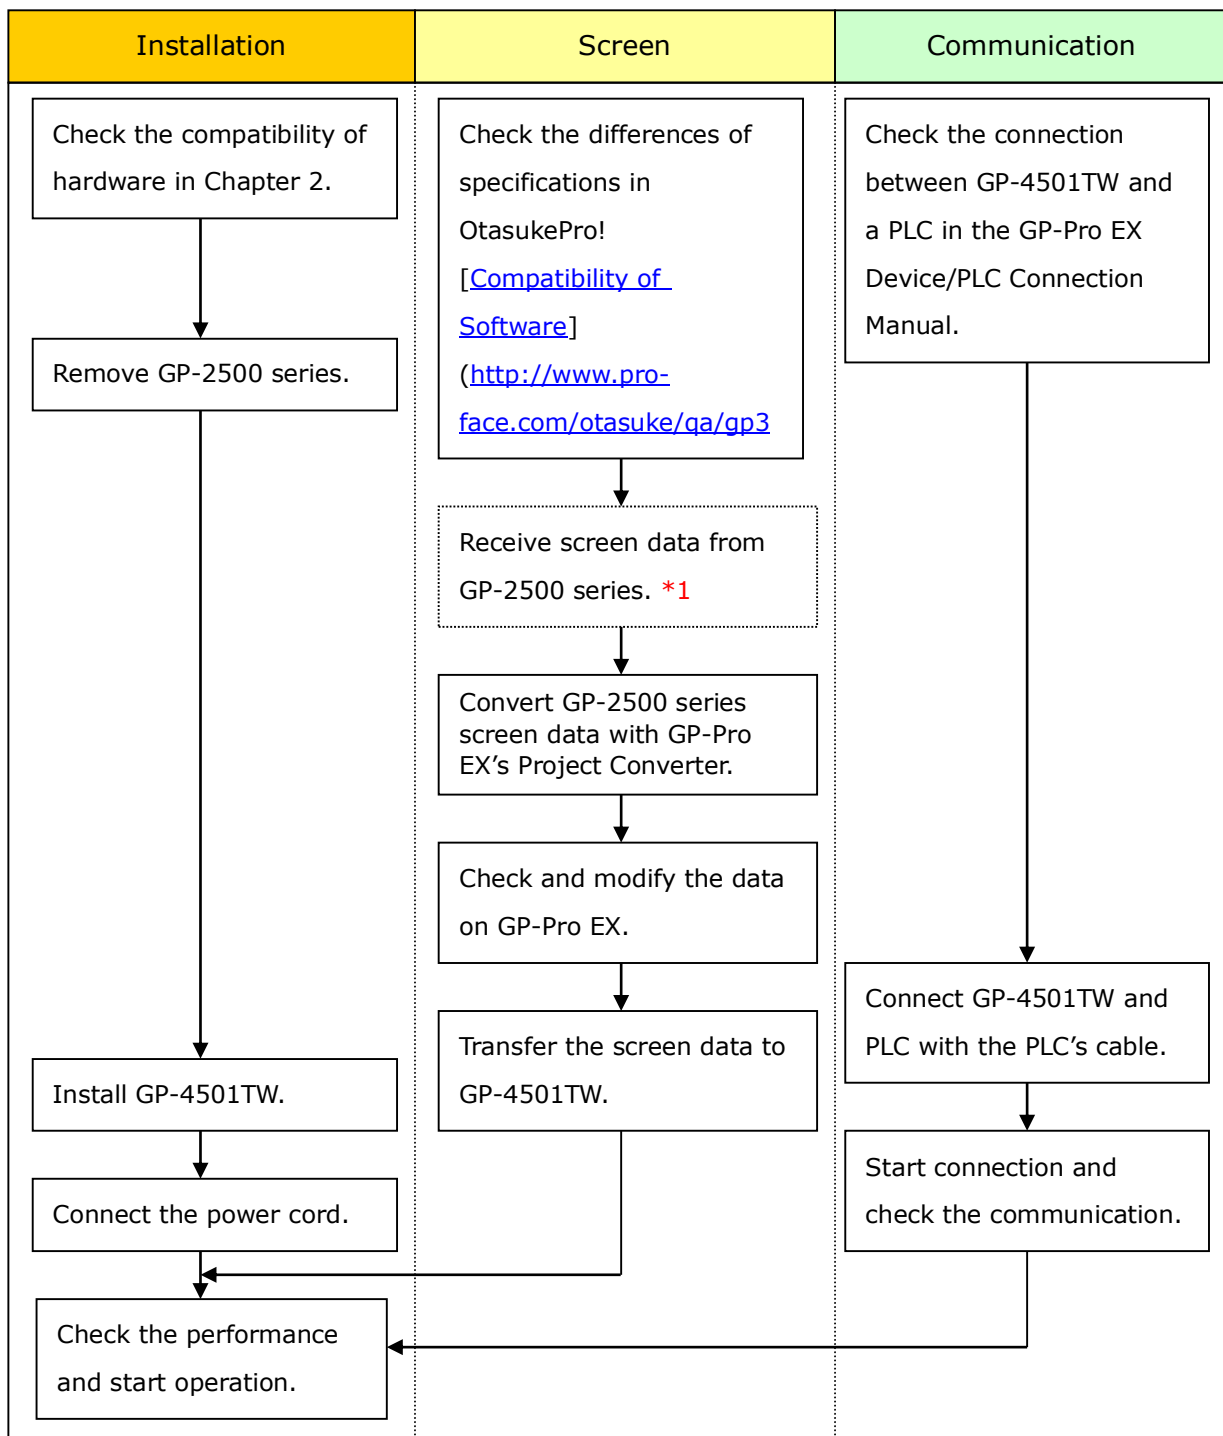 Installation
Screen
Communication
Check the compatibility of
hardware in Chapter 2.
Remove GP-2500 series.
Install GP-4501TW.
Connect the power cord.
Check the performance
and start operation.
Check the differences of
specifications in
OtasukePro!
[Compatibility of
Software]
(http://www.pro-
face.com/otasuke/qa/gp3
Receive screen data from
GP-2500 series. *1
Convert GP-2500 series
screen data with GP-Pro
EX’s Project Converter.
Check and modify the data
on GP-Pro EX.
Transfer the screen data to
GP-4501TW.
Check the connection
between GP-4501TW and
a PLC in the GP-Pro EX
Device/PLC Connection
Manual.
Connect GP-4501TW and
PLC with the PLC’s cable.
Start connection and
check the communication.